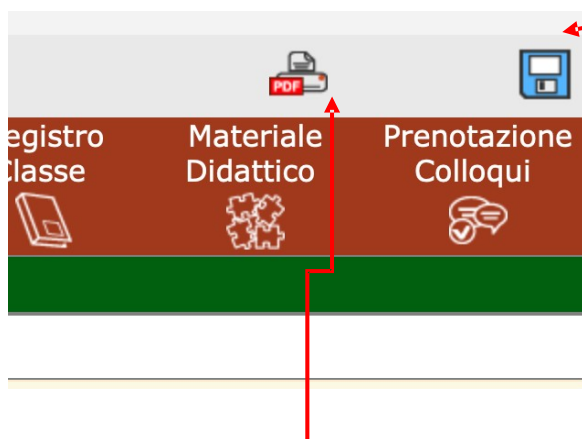 PDF
egistro
Classe
Materiale
Didattico
Prenotazione
Colloqui